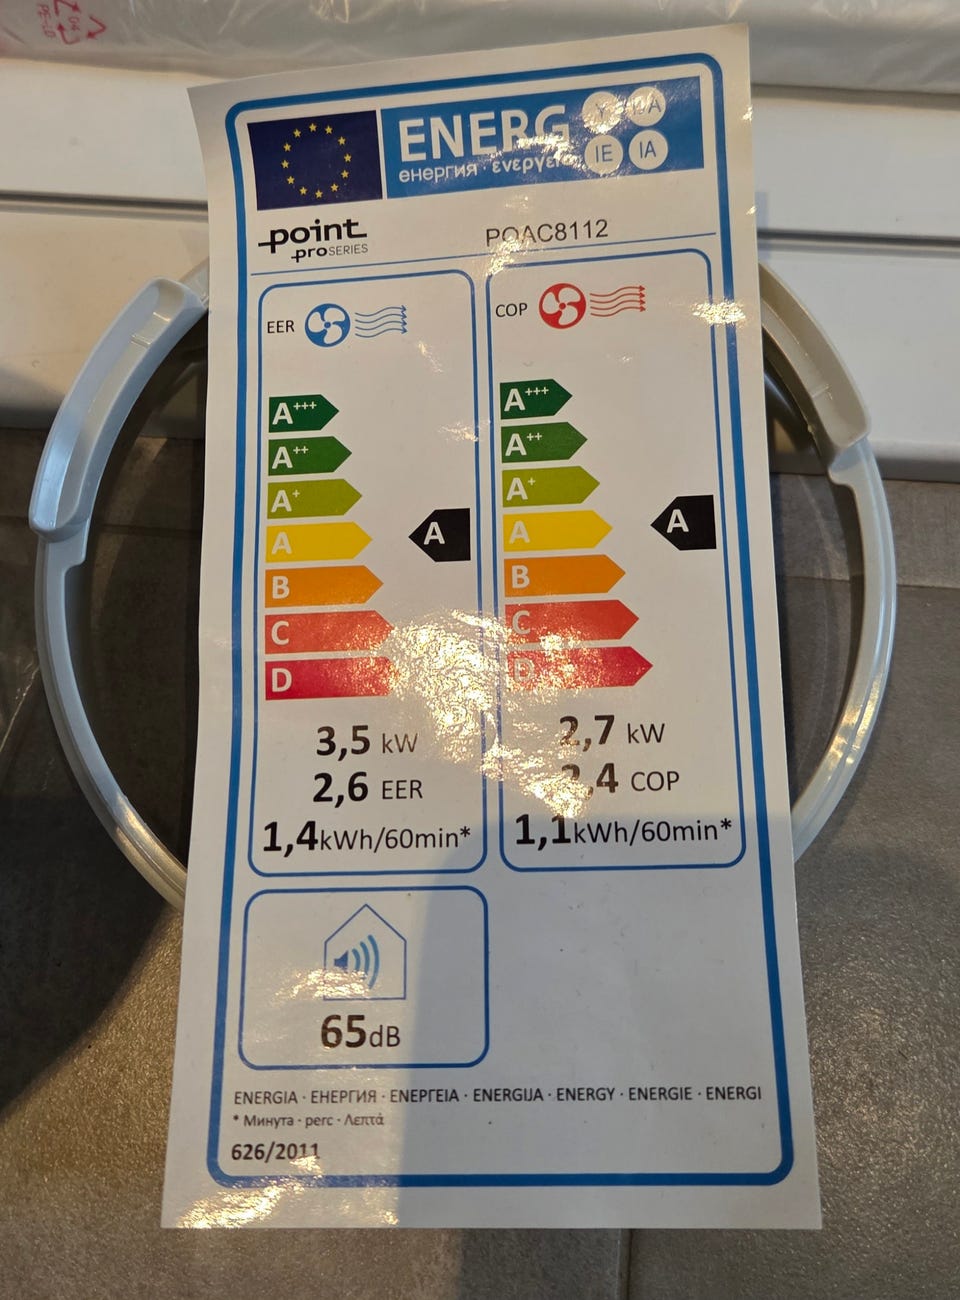 ENERG
енергия · ενεργεια
Y
IJA
IE
IA
point
pro SERIES
POAC8112
EER
COP
A+++
A++
A+
A
B
C
D
A
A+++
A++
A+
A
B
C
D
A
3,5 kW
2,6 EER
1,4kWh/60min*
2,7 kW
,4 COP
1,1kWh/60min*
65dB
ENERGIA · ЕНЕРГИЯ · ΕΝΕΡΓΕΙΑ · ENERGIJA · ENERGY · ENERGIE · ENERGI
* Минута · perc · Λεπτά
626/2011